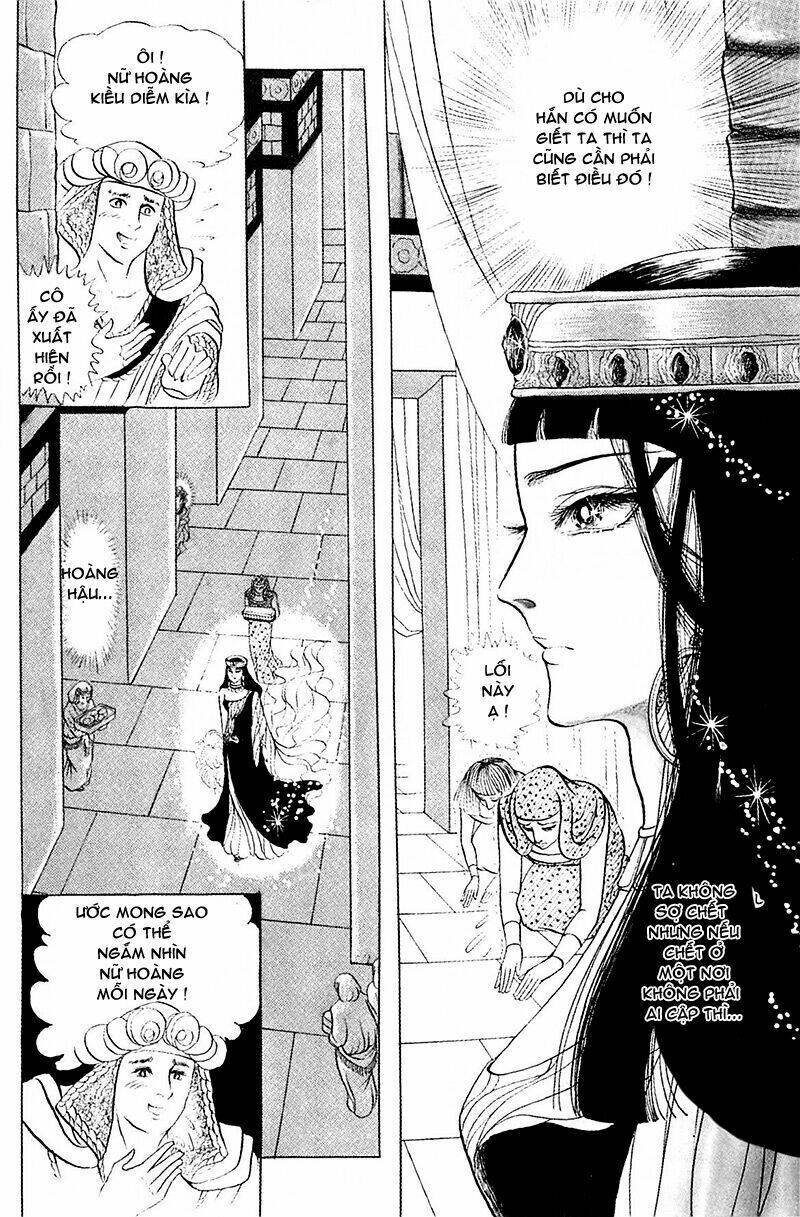 DÙ CHO
HẮN CÓ MUỐN
GIẾT TA THÌ TA
CŨNG CẦN PHẢI
BIẾT ĐIỀU ĐÓ !
LỐI
NÀY
Ạ !
TA KHÔNG
SỢ CHẾT
NHƯNG NẾU
CHẾT Ở
MỘT NƠI
KHÔNG PHẢI
AI CẬP THÌ...
ÔI !
NỮ HOÀNG
KIỀU DIỄM KÌA !
CÔ
ẤY ĐÃ
XUẤT
HIỆN
RỒI !
HOÀNG
HẬU...
ƯỚC MONG SAO
CÓ THỂ
NGẮM NHÌN
NỮ HOÀNG
MỖI NGÀY !